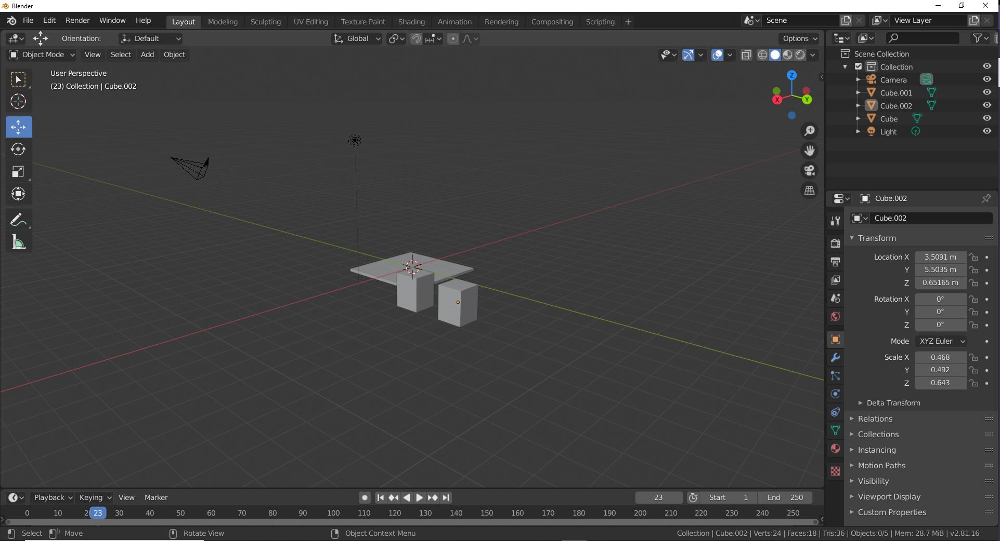 Blender
File Edit Render Window Help Layout Modeling Sculpting UV Editing Texture Paint Shading Animation Rendering Compositing Scripting + Scene View Layer
Orientation: Default Global Options
Object Mode View Select Add Object
User Perspective
(23) Collection | Cube.002
Z
X Y
Scene Collection
Collection
Camera
Cube.001
Cube.002
Cube
Light
Cube.002
Cube.002
Transform
Location X 3.5091 m
Y 5.5035 m
Z 0.65165 m
Rotation X 0°
Y 0°
Z 0°
Mode XYZ Euler
Scale X 0.468
Y 0.492
Z 0.643
Delta Transform
Relations
Collections
Instancing
Motion Paths
Visibility
Viewport Display
Custom Properties
Playback Keying View Marker 23 Start 1 End 250
0 10 23 30 40 50 60 70 80 90 100 110 120 130 140 150 160 170 180 190 200 210 220 230 240 250
Select Move Rotate View Object Context Menu Collection | Cube.002 | Verts:24 | Faces:18 | Tris:36 | Objects:0/5 | Mem: 28.7 MiB | v2.81.16